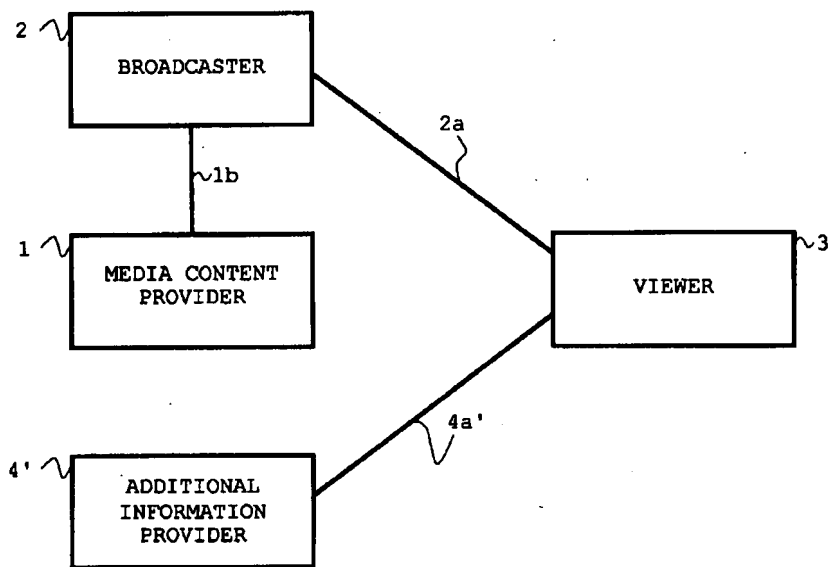 2
BROADCASTER
2a
1b
1
MEDIA CONTENT
PROVIDER
VIEWER
3
4a'
4'
ADDITIONAL
INFORMATION
PROVIDER